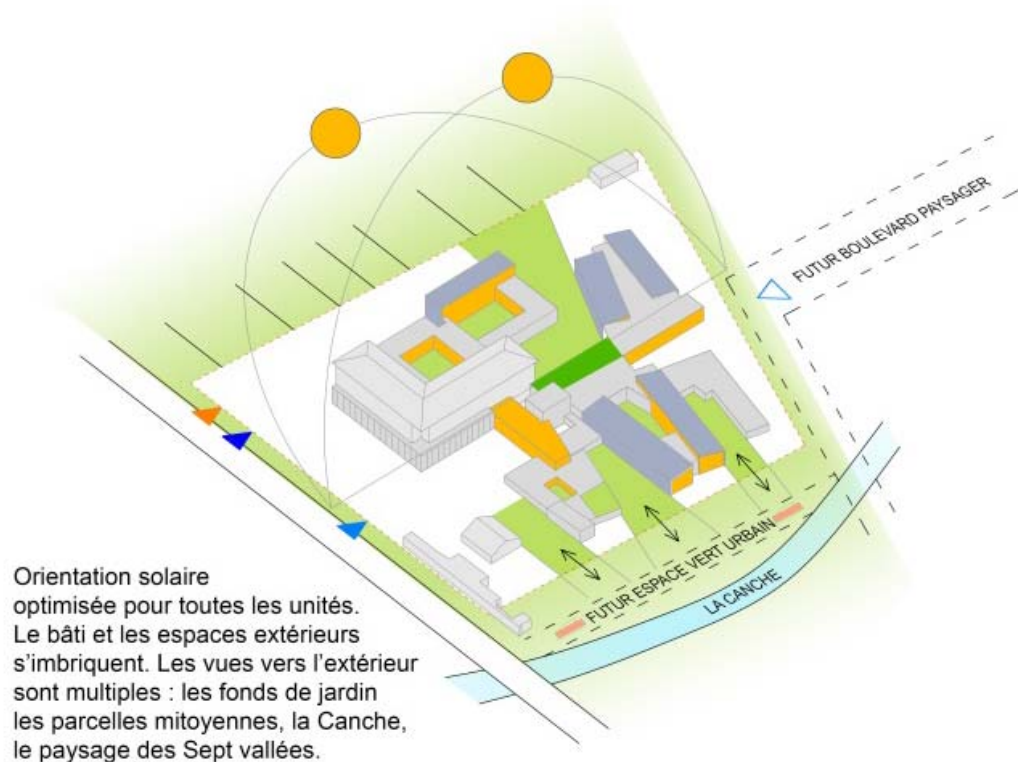 FUTUR BOULEVARD PAYSAGER
FUTUR ESPACE VERT URBAIN
LA CANCHE
Orientation solaire
optimisée pour toutes les unités.
Le bâti et les espaces extérieurs
s'imbriquent. Les vues vers l'extérieur
sont multiples : les fonds de jardin
les parcelles mitoyennes, la Canche,
le paysage des Sept vallées.